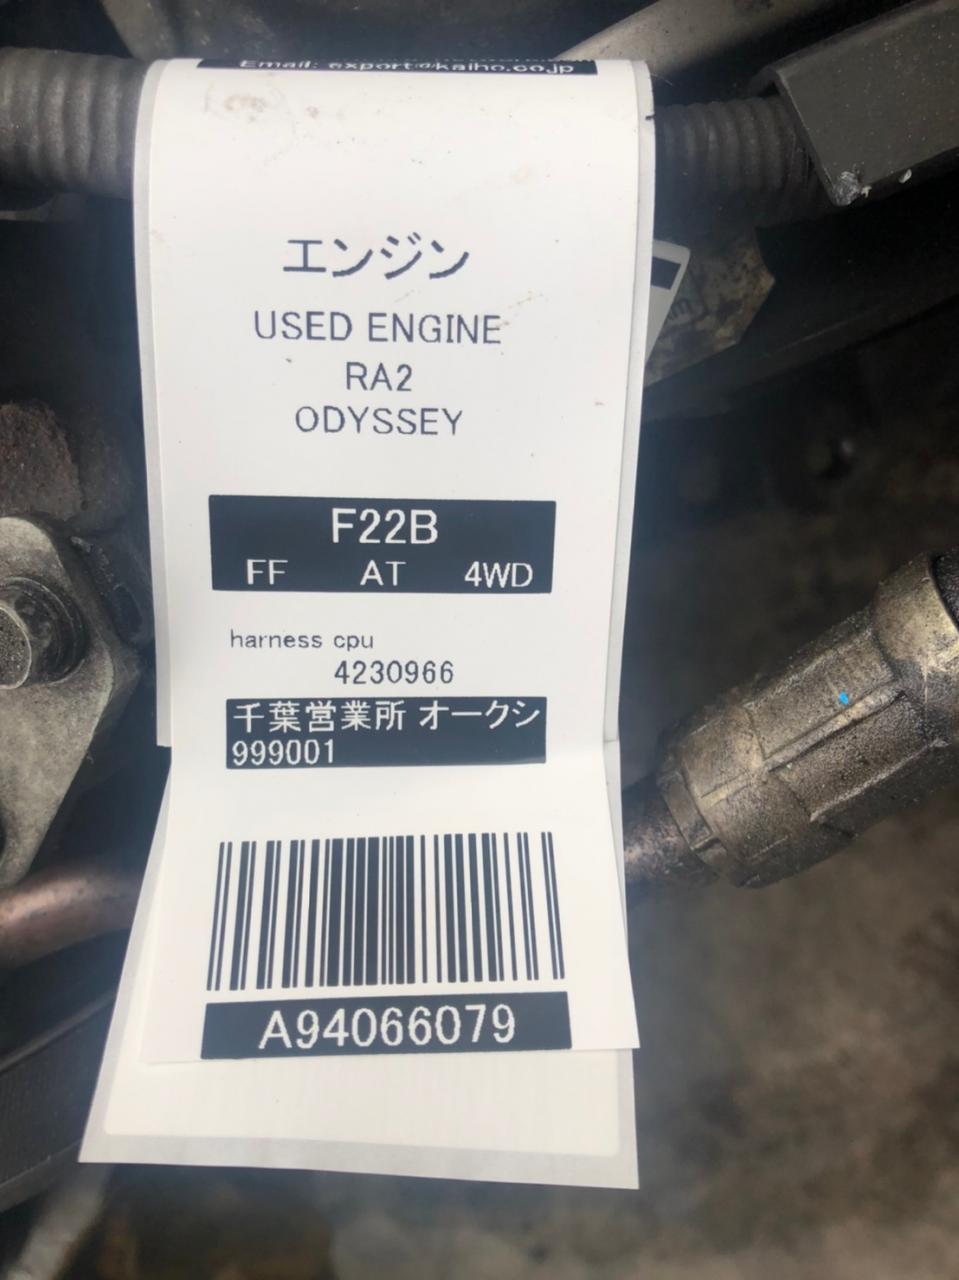 Email: export@kaiho.co.jp
エンジン
USED ENGINE
RA2
ODYSSEY
F22B
FF AT 4WD
harness cpu
4230966
千葉営業所 オークシ
999001
A94066079